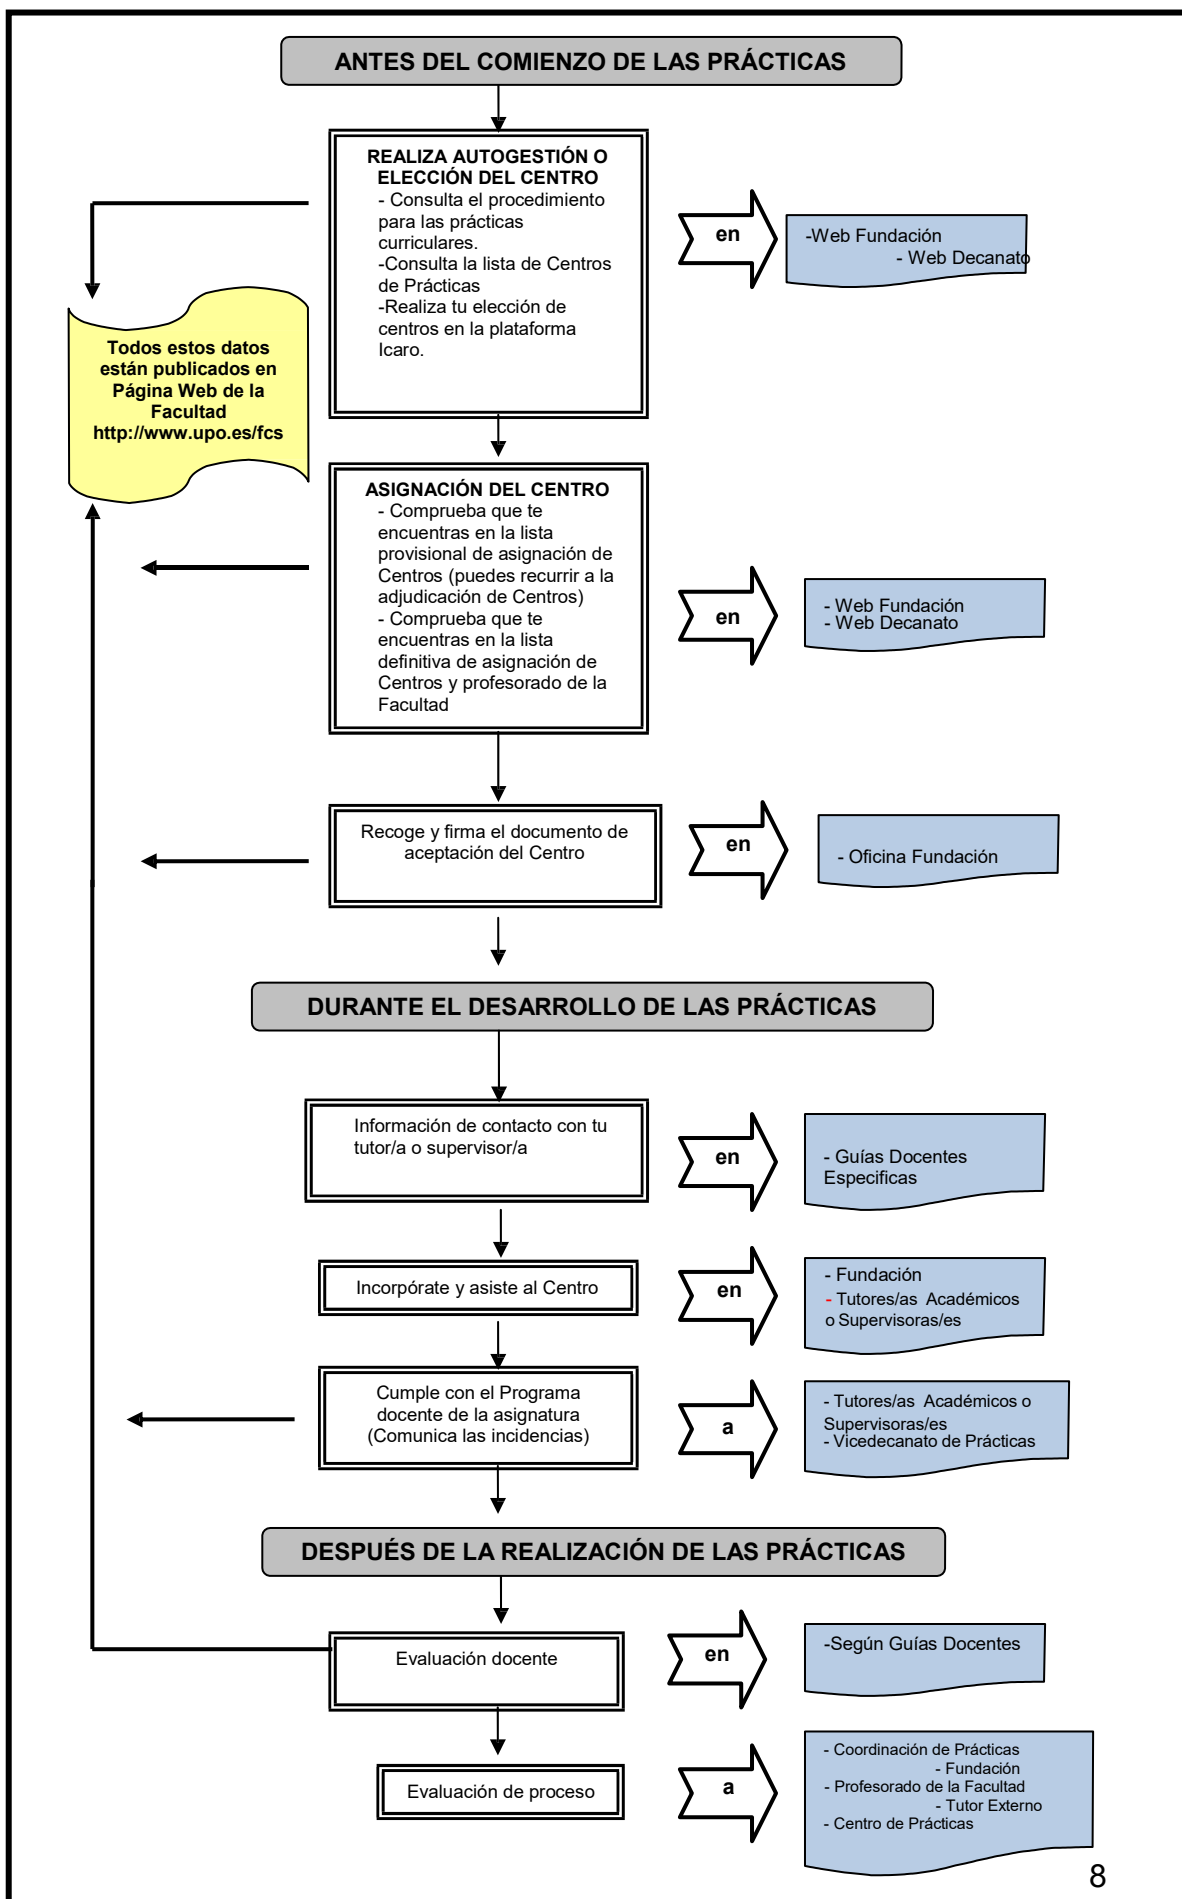 ANTES DEL COMIENZO DE LAS PRÁCTICAS
REALIZA AUTOGESTIÓN O
ELECCIÓN DEL CENTRO
- Consulta el procedimiento
para las prácticas
curriculares.
-Consulta la lista de Centros
de Prácticas
-Realiza tu elección de
centros en la plataforma
Icaro.
en
-Web Fundación
- Web Decanato
Todos estos datos
están publicados en
Página Web de la
Facultad
http://www.upo.es/fcs
ASIGNACIÓN DEL CENTRO
- Comprueba que te
encuentras en la lista
provisional de asignación de
Centros (puedes recurrir a la
adjudicación de Centros)
- Comprueba que te
encuentras en la lista
definitiva de asignación de
Centros y profesorado de la
Facultad
en
- Web Fundación
- Web Decanato
Recoge y firma el documento de
aceptación del Centro
en
- Oficina Fundación
DURANTE EL DESARROLLO DE LAS PRÁCTICAS
Información de contacto con tu
tutor/a o supervisor/a
en
- Guías Docentes
Especificas
Incorpórate y asiste al Centro
en
- Fundación
- Tutores/as Académicos
o Supervisoras/es
Cumple con el Programa
docente de la asignatura
(Comunica las incidencias)
a
- Tutores/as Académicos o
Supervisoras/es
- Vicedecanato de Prácticas
DESPUÉS DE LA REALIZACIÓN DE LAS PRÁCTICAS
Evaluación docente
en
-Según Guías Docentes
Evaluación de proceso
a
- Coordinación de Prácticas
- Fundación
- Profesorado de la Facultad
- Tutor Externo
- Centro de Prácticas
8